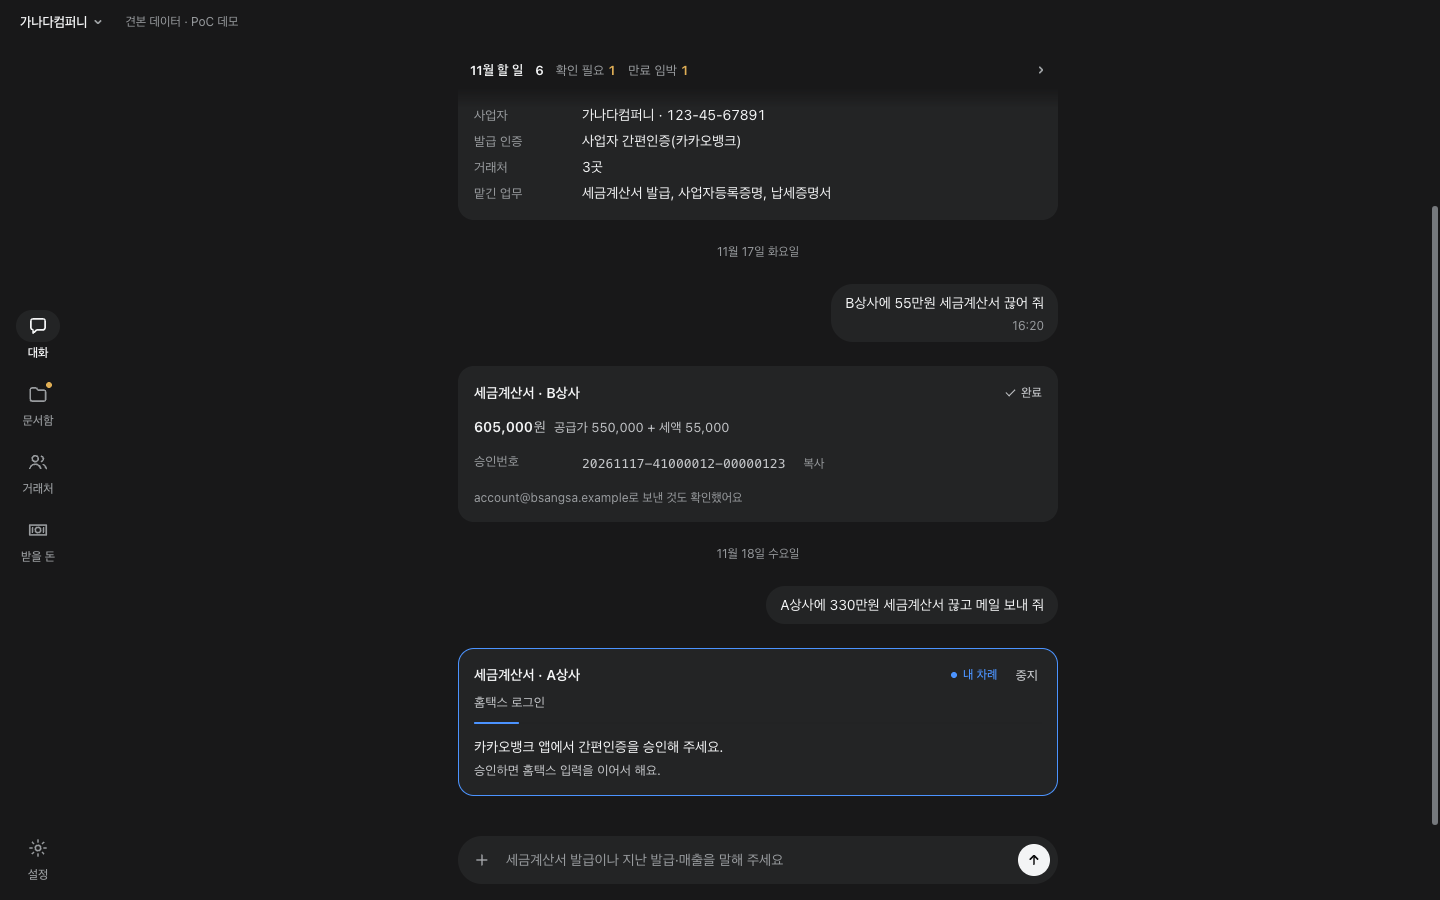 가나다컴퍼니
견본 데이터 · PoC 데모
11월 할 일 6 확인 필요 1 만료 임박 1
사업자 가나다컴퍼니 · 123-45-67891
발급 인증 사업자 간편인증(카카오뱅크)
거래처 3곳
맡긴 업무 세금계산서 발급, 사업자등록증명, 납세증명서
11월 17일 화요일
B상사에 55만원 세금계산서 끊어 줘
16:20
세금계산서 · B상사 완료
605,000원 공급가 550,000 + 세액 55,000
승인번호 20261117-41000012-00000123 복사
account@bsangsa.example로 보낸 것도 확인했어요
11월 18일 수요일
A상사에 330만원 세금계산서 끊고 메일 보내 줘
세금계산서 · A상사 내 차례 중지
홈택스 로그인
카카오뱅크 앱에서 간편인증을 승인해 주세요.
승인하면 홈택스 입력을 이어서 해요.
세금계산서 발급이나 지난 발급·매출을 말해 주세요
대화
문서함
거래처
받을 돈
설정